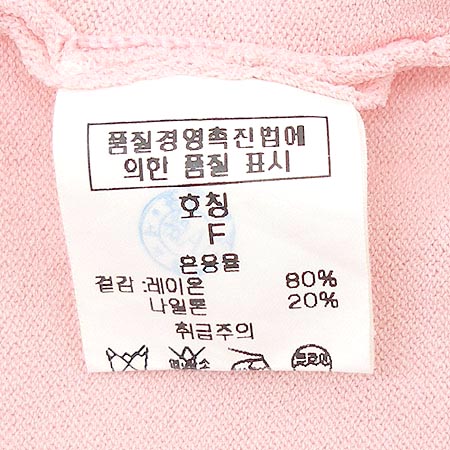 품질경영촉진법에
의한 품질 표시
호칭
F
혼용율
겉감 :레이온 80%
나일론 20%
취급주의